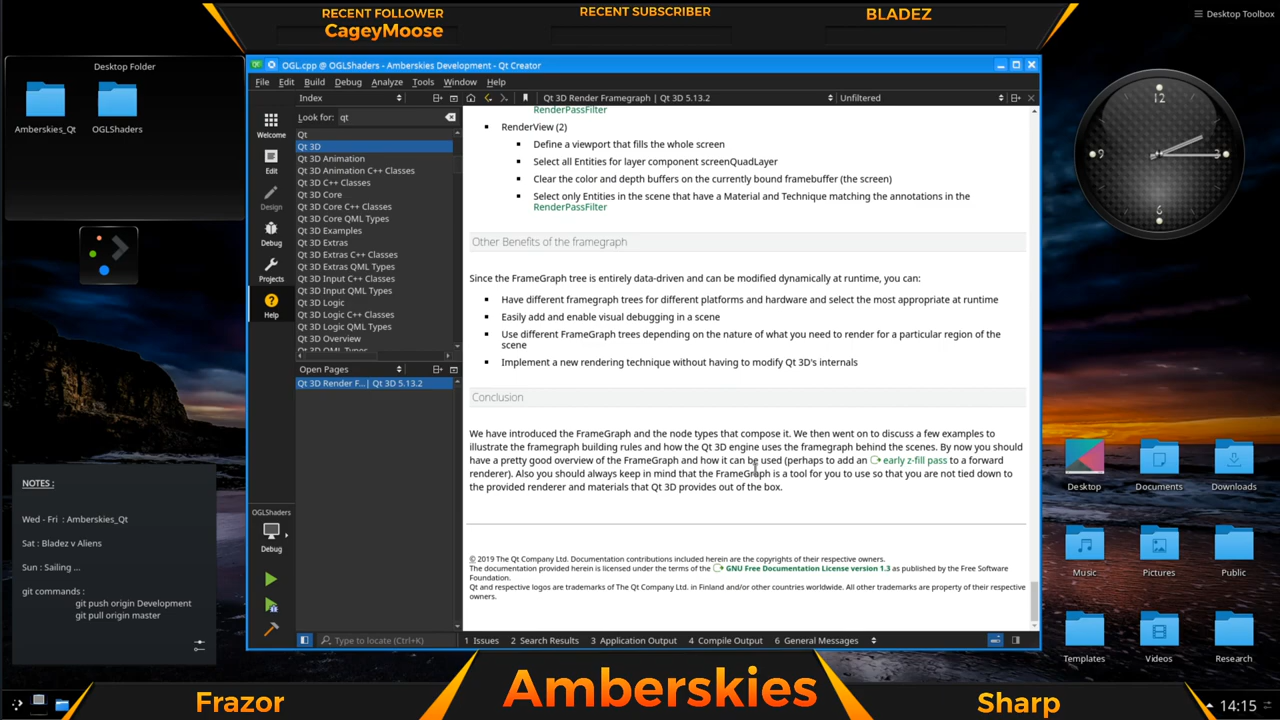 RECENT FOLLOWER
CageyMoose
RECENT SUBSCRIBER
BLADEZ
Desktop Toolbox
Desktop Folder
Amberskies_Qt
OGLShaders
OGL.cpp @ OGLShaders - Amberskies Development - Qt Creator
File Edit Build Debug Analyze Tools Window Help
Index
Qt 3D Render Framegraph | Qt 3D 5.13.2
Unfiltered
Look for: qt
Welcome
Edit
Design
Debug
Projects
Help
OGLShaders
Debug
Qt
Qt 3D
Qt 3D Animation
Qt 3D Animation C++ Classes
Qt 3D C++ Classes
Qt 3D Core
Qt 3D Core C++ Classes
Qt 3D Core QML Types
Qt 3D Examples
Qt 3D Extras
Qt 3D Extras C++ Classes
Qt 3D Extras QML Types
Qt 3D Input C++ Classes
Qt 3D Input QML Types
Qt 3D Logic
Qt 3D Logic C++ Classes
Qt 3D Logic QML Types
Qt 3D Overview
Qt 3D QML Types
Open Pages
Qt 3D Render F...| Qt 3D 5.13.2
RenderPassFilter
RenderView (2)
Define a viewport that fills the whole screen
Select all Entities for layer component screenQuadLayer
Clear the color and depth buffers on the currently bound framebuffer (the screen)
Select only Entities in the scene that have a Material and Technique matching the annotations in the
RenderPassFilter
Other Benefits of the framegraph
Since the FrameGraph tree is entirely data-driven and can be modified dynamically at runtime, you can:
Have different framegraph trees for different platforms and hardware and select the most appropriate at runtime
Easily add and enable visual debugging in a scene
Use different FrameGraph trees depending on the nature of what you need to render for a particular region of the
scene
Implement a new rendering technique without having to modify Qt 3D's internals
Conclusion
We have introduced the FrameGraph and the node types that compose it. We then went on to discuss a few examples to
illustrate the framegraph building rules and how the Qt 3D engine uses the framegraph behind the scenes. By now you should
have a pretty good overview of the FrameGraph and how it can be used (perhaps to add an early z-fill pass to a forward
renderer). Also you should always keep in mind that the FrameGraph is a tool for you to use so that you are not tied down to
the provided renderer and materials that Qt 3D provides out of the box.
© 2019 The Qt Company Ltd. Documentation contributions included herein are the copyrights of their respective owners.
The documentation provided herein is licensed under the terms of the GNU Free Documentation License version 1.3 as published by the Free Software
Foundation.
Qt and respective logos are trademarks of The Qt Company Ltd. in Finland and/or other countries worldwide. All other trademarks are property of their respective
owners.
Type to locate (Ctrl+K)
1 Issues 2 Search Results 3 Application Output 4 Compile Output 6 General Messages
12
3
6
9
NOTES :
Wed - Fri : Amberskies_Qt
Sat : Bladez v Aliens
Sun : Sailing ...
git commands :
git push origin Development
git pull origin master
Desktop
Documents
Downloads
Music
Pictures
Public
Templates
Videos
Research
Frazor
Amberskies
Sharp
14:15